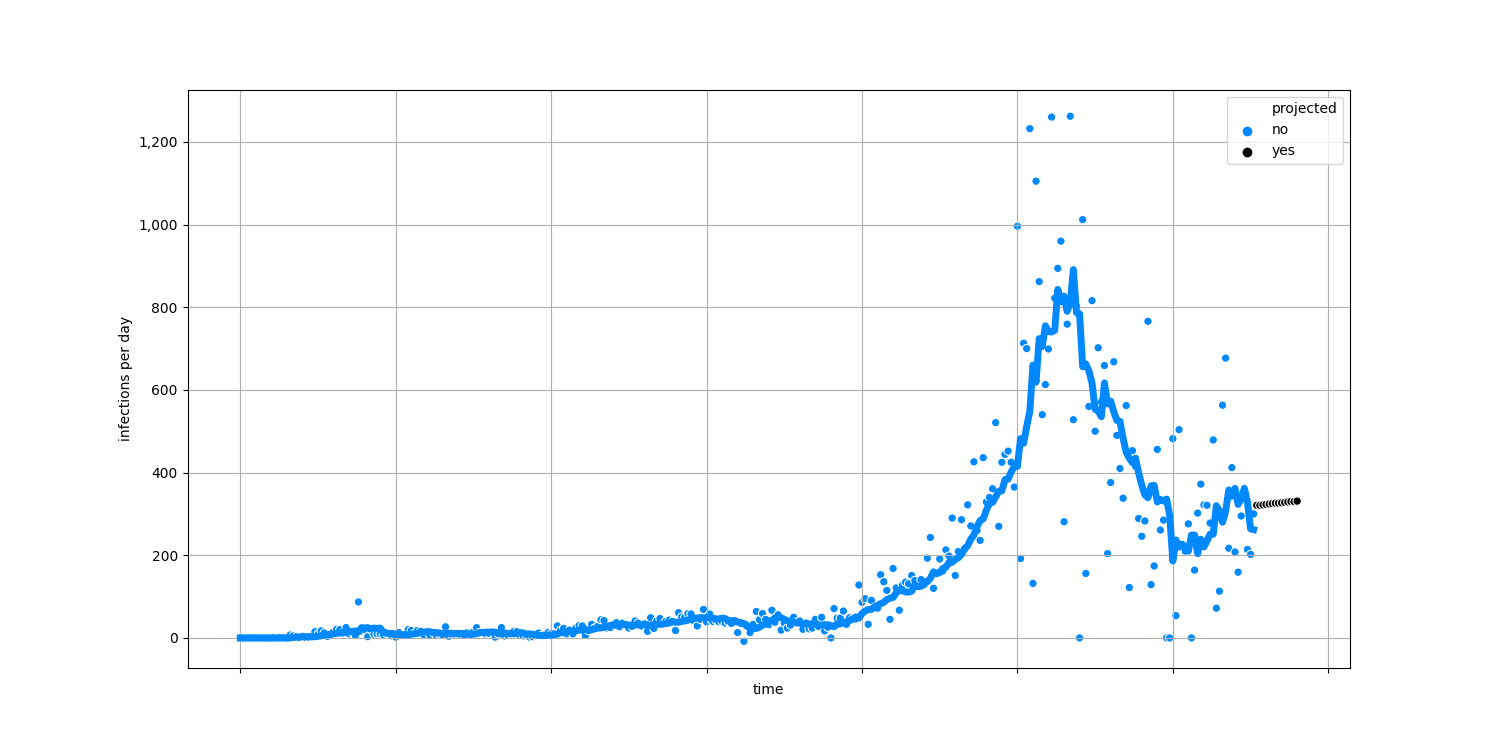 projected
no
yes
1,200
1,000
800
600
400
200
0
infections per day
time